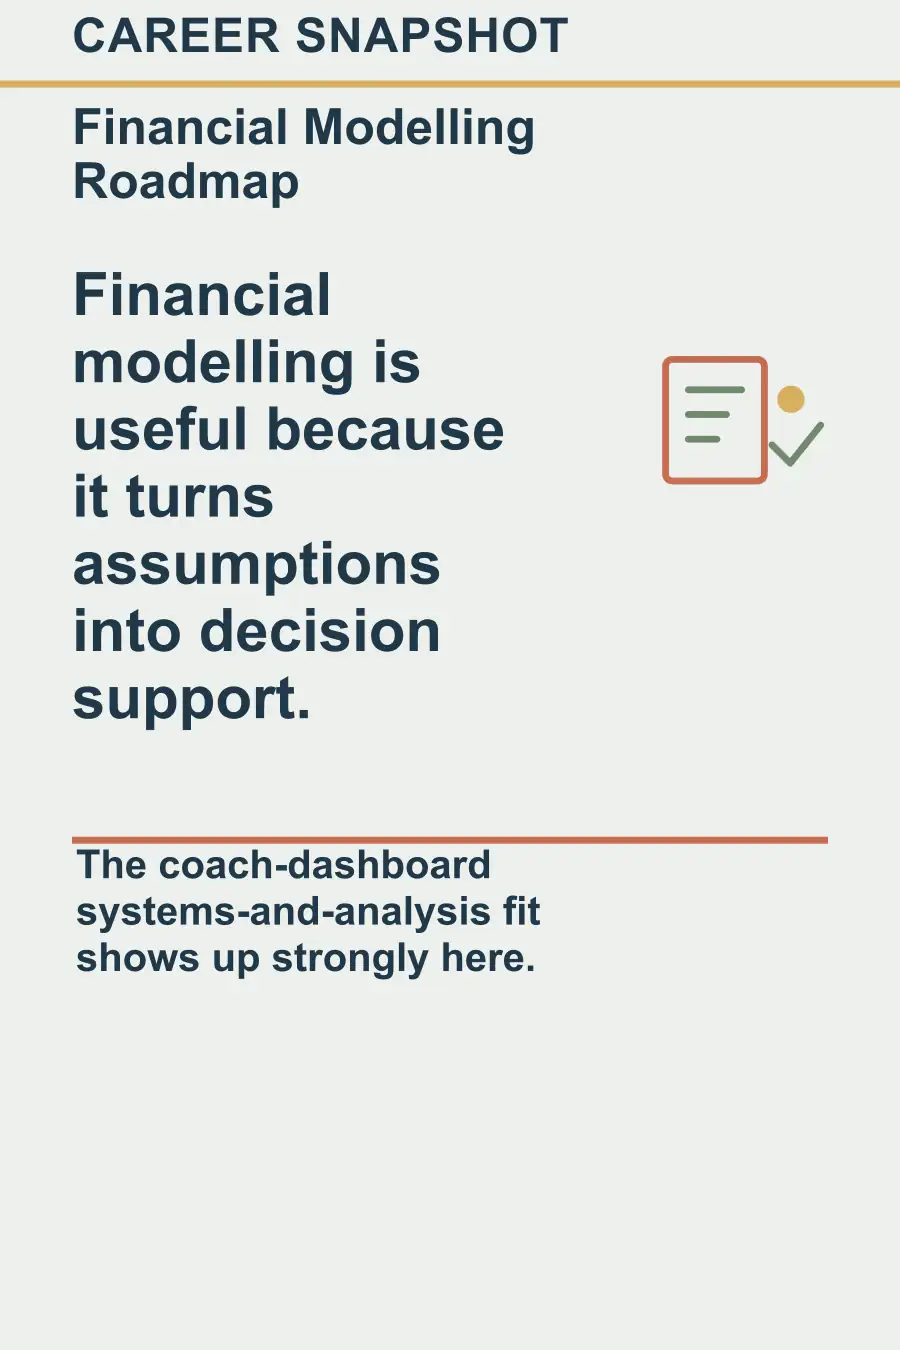 CAREER SNAPSHOT
Financial Modelling
Roadmap
Financial
modelling is
useful because
it turns
assumptions
into decision
support.
The coach-dashboard
systems-and-analysis fit
shows up strongly here.